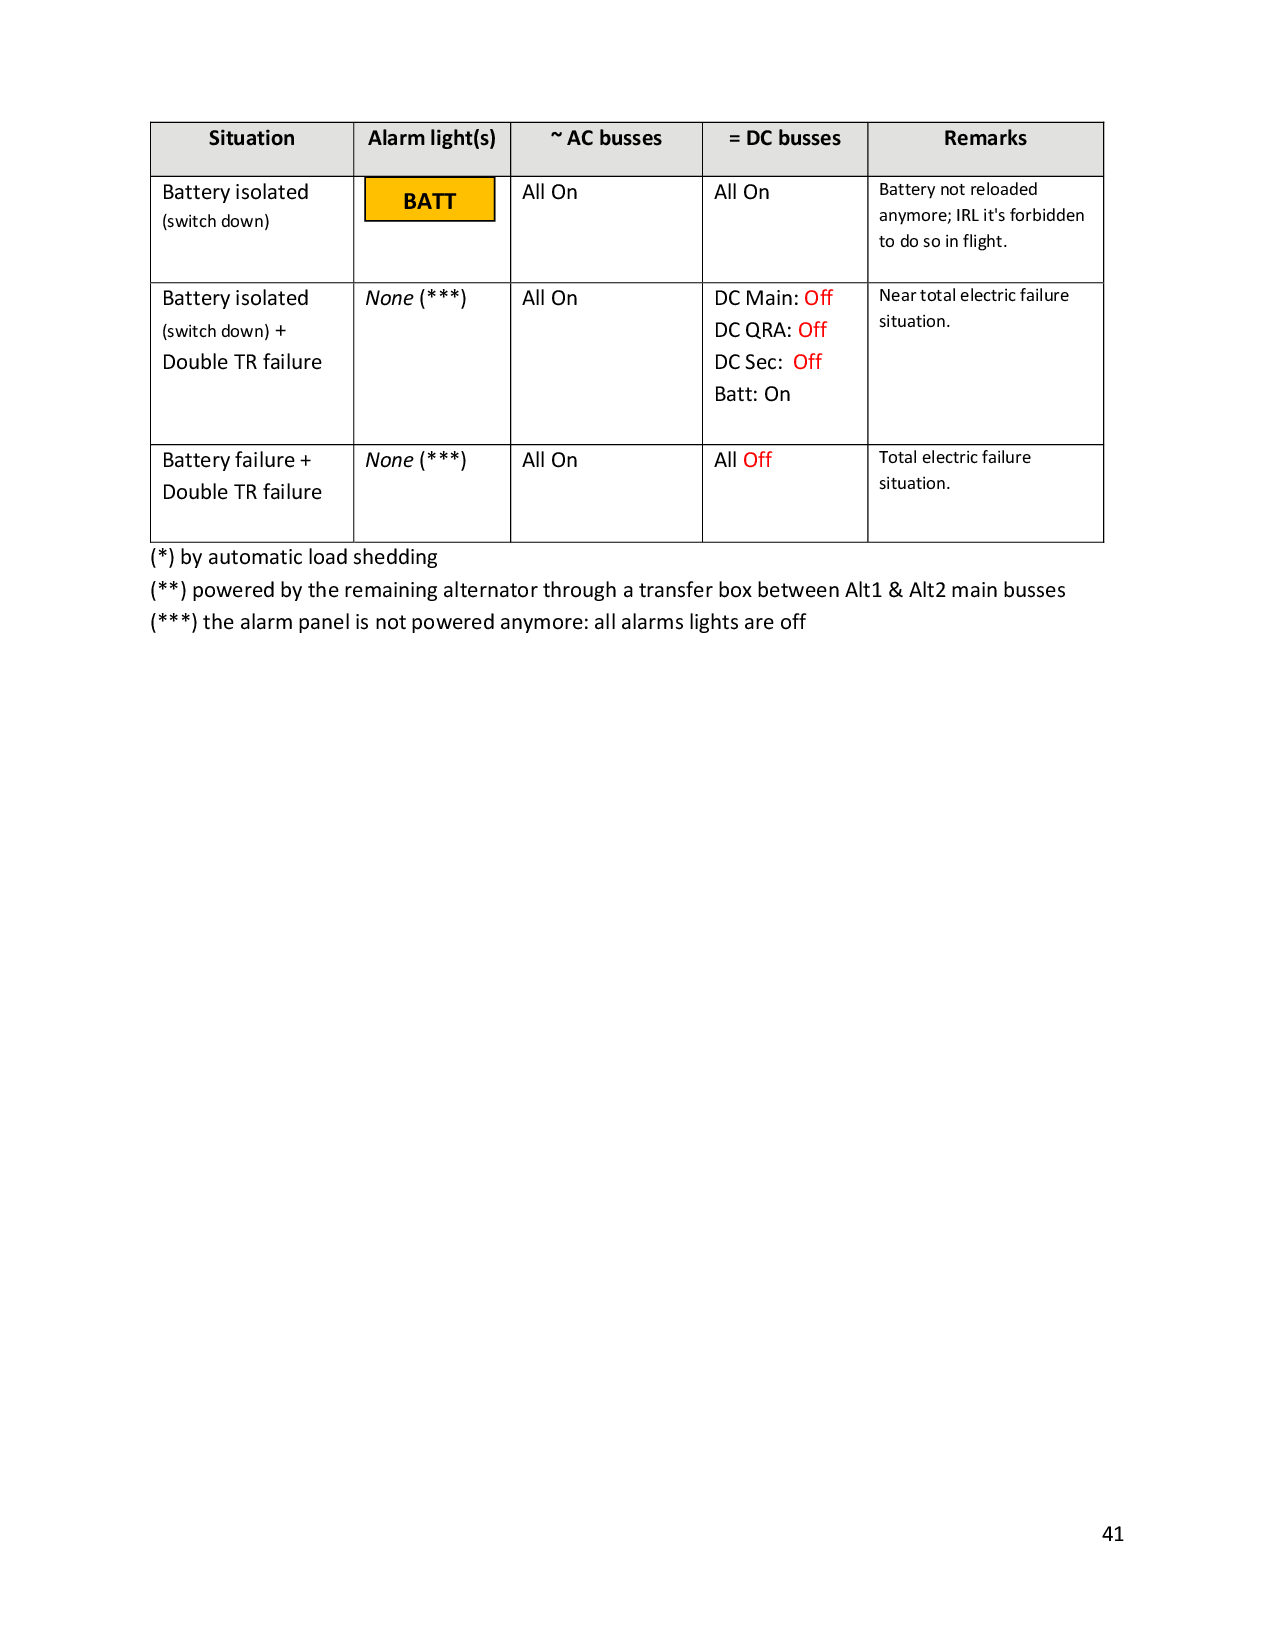 Situation Alarm light(s) ~ AC busses = DC busses Remarks
Battery isolated
(switch down)
BATT
All On
All On
Battery not reloaded
anymore; IRL it's forbidden
to do so in flight.
Battery isolated
(switch down) +
Double TR failure
None (***)
All On
DC Main: Off
DC QRA: Off
DC Sec: Off
Batt: On
Near total electric failure
situation.
Battery failure +
Double TR failure
None (***)
All On
All Off
Total electric failure
situation.
(*) by automatic load shedding
(**) powered by the remaining alternator through a transfer box between Alt1 & Alt2 main busses
(***) the alarm panel is not powered anymore: all alarms lights are off
41